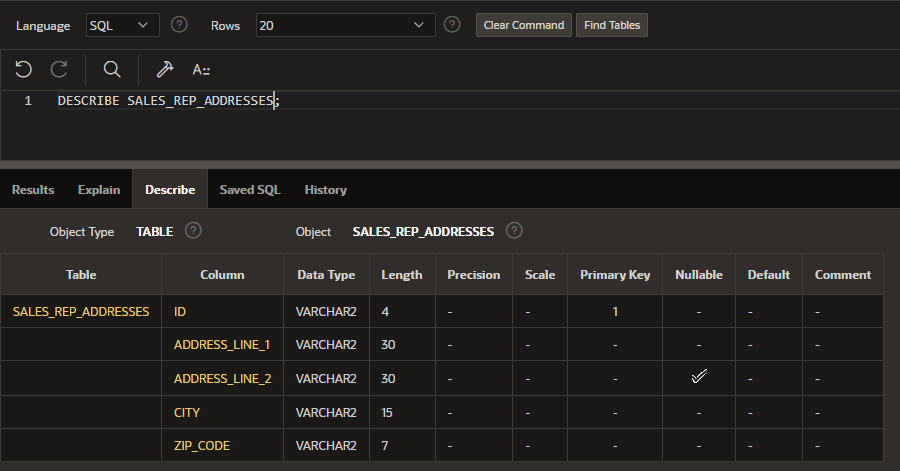 Language SQL ? Rows 20 ? Clear Command Find Tables
A::
1 DESCRIBE SALES_REP_ADDRESSES;
Results Explain Describe Saved SQL History
Object Type TABLE ? Object SALES_REP_ADDRESSES ?
Table Column Data Type Length Precision Scale Primary Key Nullable Default Comment
SALES_REP_ADDRESSES ID VARCHAR2 4 - - 1 - - -
ADDRESS_LINE_1 VARCHAR2 30 - - - - - -
ADDRESS_LINE_2 VARCHAR2 30 - - - ✓ - -
CITY VARCHAR2 15 - - - - - -
ZIP_CODE VARCHAR2 7 - - - - - -